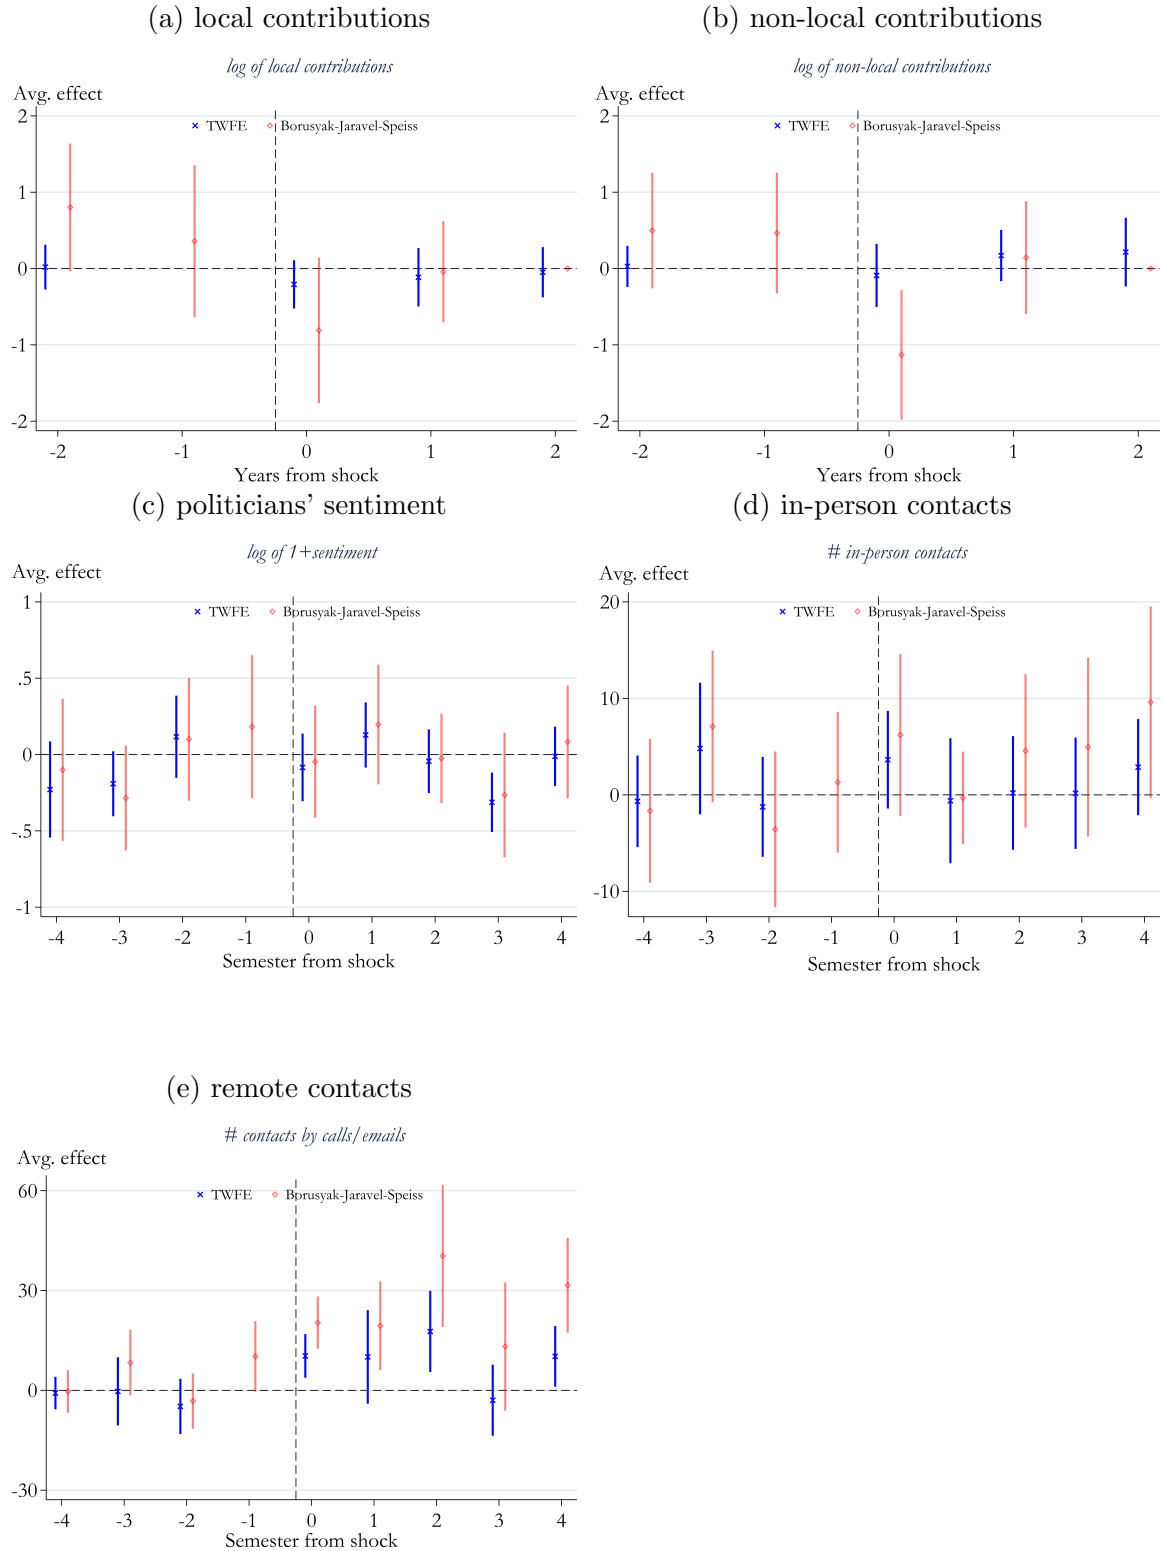 (a) local contributions
log of local contributions
Avg. effect
TWFE Borusyak-Jaravel-Speiss
2
1
0
-1
-2
-2 -1 0 1 2
Years from shock
(b) non-local contributions
log of non-local contributions
Avg. effect
TWFE Borusyak-Jaravel-Speiss
2
1
0
-1
-2
-2 -1 0 1 2
Years from shock
(c) politicians' sentiment
log of 1+sentiment
Avg. effect
TWFE Borusyak-Jaravel-Speiss
1
.5
0
-.5
-1
-4 -3 -2 -1 0 1 2 3 4
Semester from shock
(d) in-person contacts
# in-person contacts
Avg. effect
TWFE Borusyak-Jaravel-Speiss
20
10
0
-10
-4 -3 -2 -1 0 1 2 3 4
Semester from shock
(e) remote contacts
# contacts by calls/emails
Avg. effect
TWFE Borusyak-Jaravel-Speiss
60
30
0
-30
-4 -3 -2 -1 0 1 2 3 4
Semester from shock